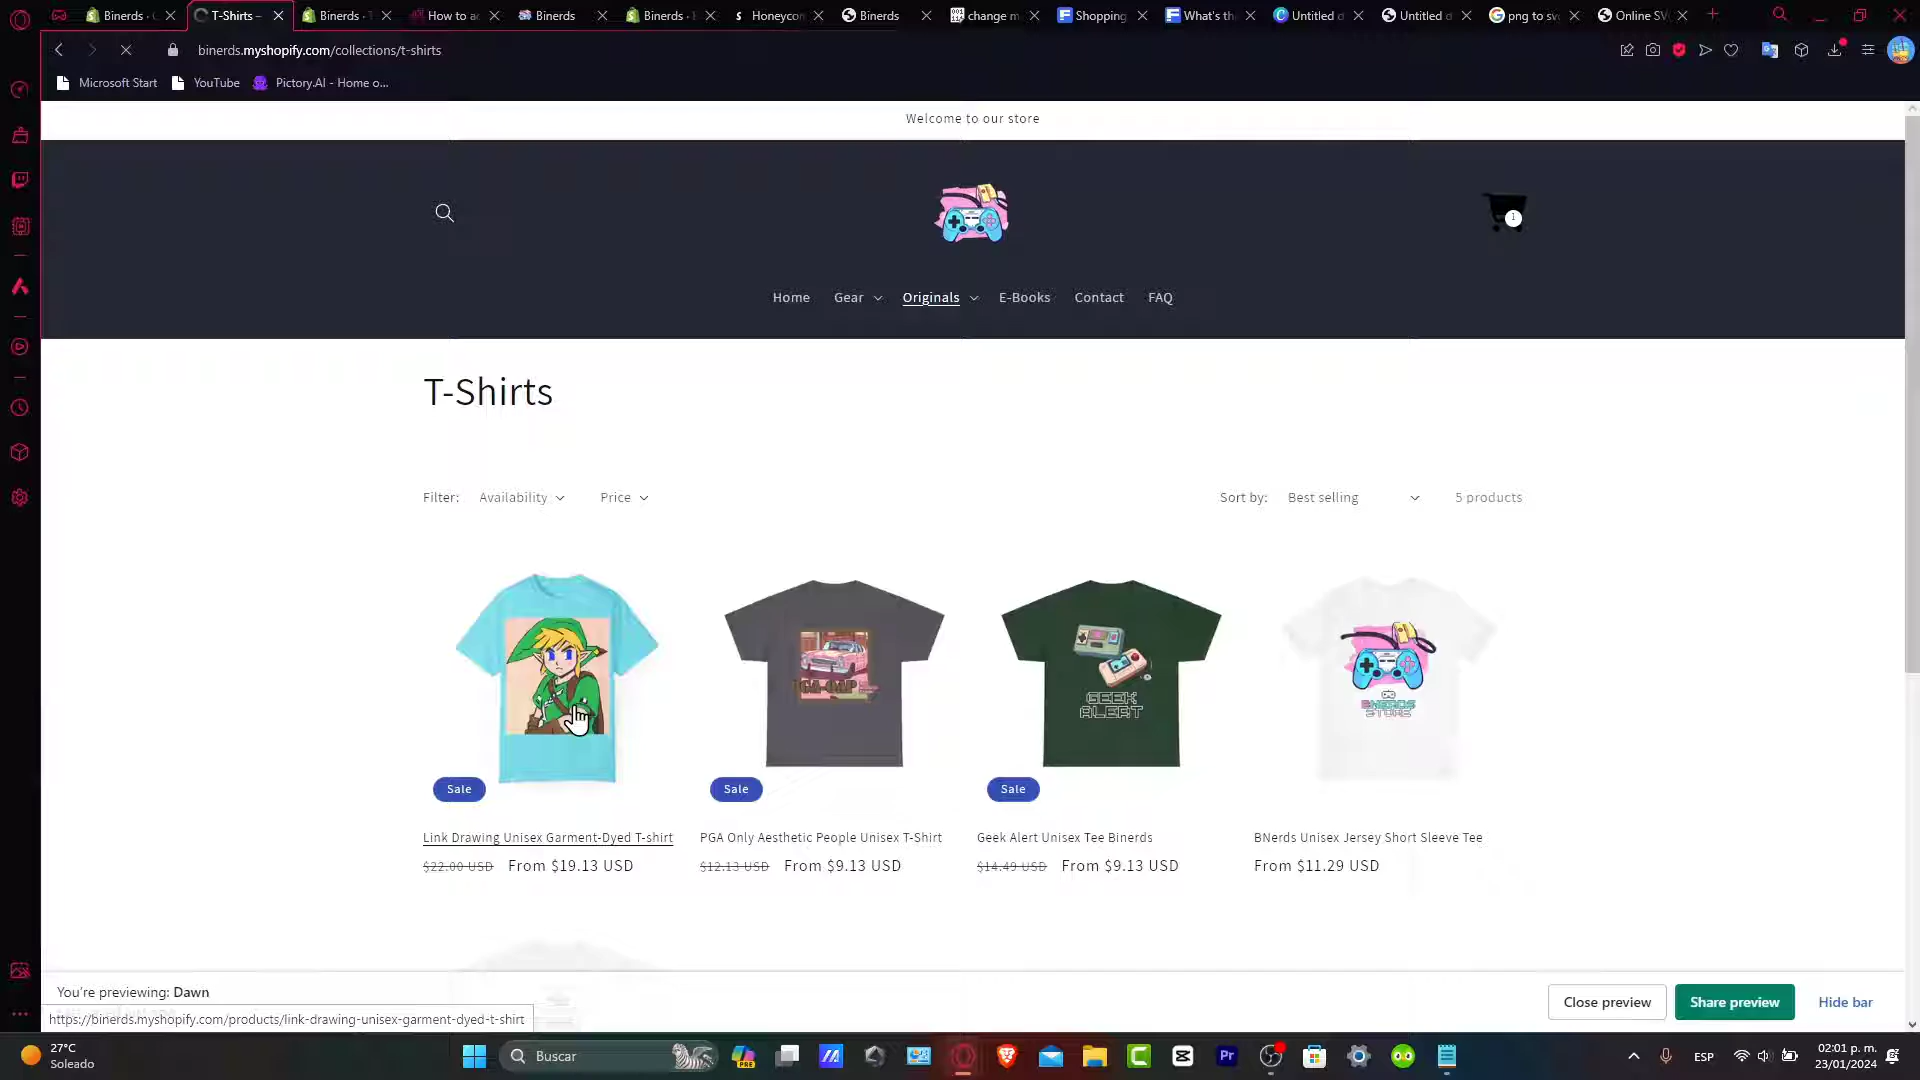 Binerds ·
T-Shirts –
Binerds · T
How to ac
Binerds
Binerds ·
Honeycon
Binerds
change m
Shopping
What's th
Untitled d
Untitled d
png to sv
Online SV
binerds.myshopify.com/collections/t-shirts
Microsoft Start
YouTube
Pictory.AI - Home o...
Welcome to our store
1
Home
Gear
Originals
E-Books
Contact
FAQ
T-Shirts
Filter:
Availability
Price
Sort by:
Best selling
5 products
GEEK
ALERT
BNERDS
STORE
Sale
Sale
Sale
Link Drawing Unisex Garment-Dyed T-shirt
PGA Only Aesthetic People Unisex T-Shirt
Geek Alert Unisex Tee Binerds
BNerds Unisex Jersey Short Sleeve Tee
$22.00 USD From $19.13 USD
$12.13 USD From $9.13 USD
$14.49 USD From $9.13 USD
From $11.29 USD
You're previewing: Dawn
Close preview
Share preview
Hide bar
https://binerds.myshopify.com/products/link-drawing-unisex-garment-dyed-t-shirt
27°C
Soleado
Buscar
PRE
Pr
ESP
02:01 p. m.
23/01/2024